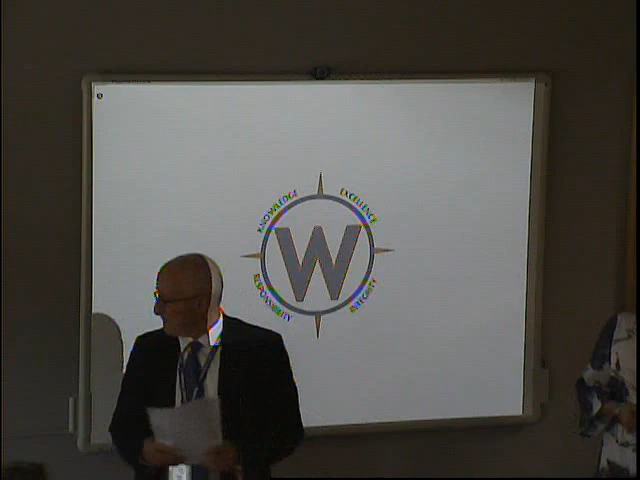 KNOWLEDGE
EXCELLENCE
W
RESPONSIBILITY
INTEGRITY